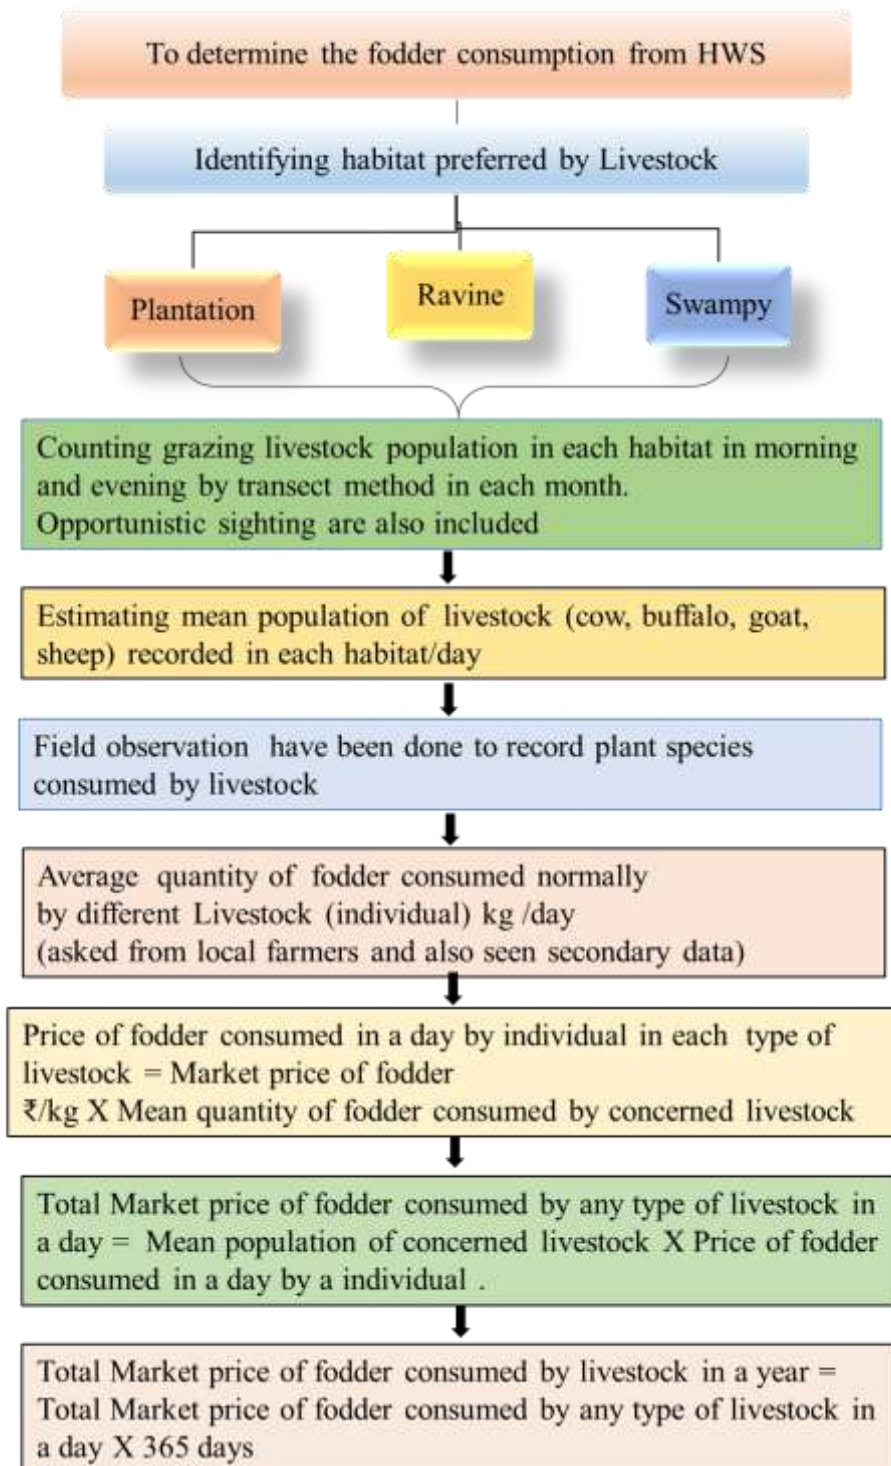 To determine the fodder consumption from HWS
Identifying habitat preferred by Livestock
Plantation
Ravine
Swampy
Counting grazing livestock population in each habitat in morning
and evening by transect method in each month.
Opportunistic sighting are also included
Estimating mean population of livestock (cow, buffalo, goat,
sheep) recorded in each habitat/day
Field observation have been done to record plant species
consumed by livestock
Average quantity of fodder consumed normally
by different Livestock (individual) kg /day
(asked from local farmers and also seen secondary data)
Price of fodder consumed in a day by individual in each type of
livestock = Market price of fodder
₹/kg X Mean quantity of fodder consumed by concerned livestock
Total Market price of fodder consumed by any type of livestock in
a day = Mean population of concerned livestock X Price of fodder
consumed in a day by a individual .
Total Market price of fodder consumed by livestock in a year =
Total Market price of fodder consumed by any type of livestock in
a day X 365 days